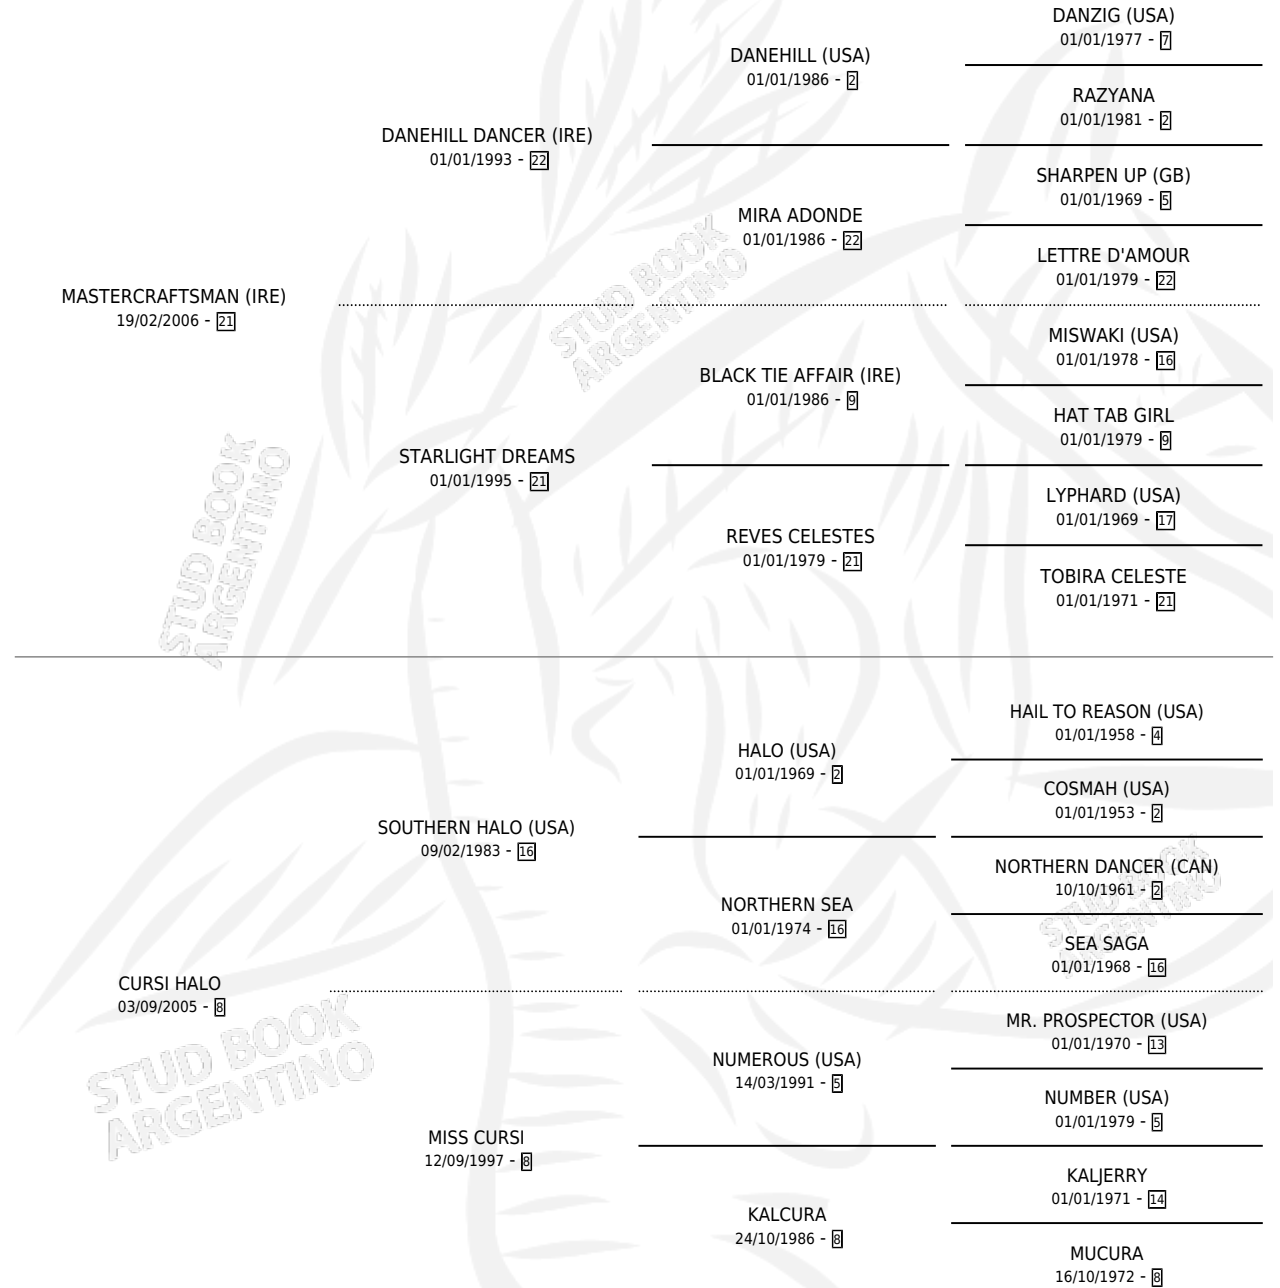 DANZIG (USA)
01/01/1977 - 7
DANEHILL (USA)
01/01/1986 - 2
RAZYANA
01/01/1981 - 2
DANEHILL DANCER (IRE)
01/01/1993 - 22
SHARPEN UP (GB)
01/01/1969 - 5
MIRA ADONDE
01/01/1986 - 22
LETTRE D'AMOUR
01/01/1979 - 22
MASTERCRAFTSMAN (IRE)
19/02/2006 - 21
MISWAKI (USA)
01/01/1978 - 16
BLACK TIE AFFAIR (IRE)
01/01/1986 - 9
HAT TAB GIRL
01/01/1979 - 9
STARLIGHT DREAMS
01/01/1995 - 21
LYPHARD (USA)
01/01/1969 - 17
REVES CELESTES
01/01/1979 - 21
TOBIRA CELESTE
01/01/1971 - 21
HAIL TO REASON (USA)
01/01/1958 - 4
HALO (USA)
01/01/1969 - 2
COSMAH (USA)
01/01/1953 - 2
SOUTHERN HALO (USA)
09/02/1983 - 16
NORTHERN DANCER (CAN)
10/10/1961 - 2
NORTHERN SEA
01/01/1974 - 16
SEA SAGA
01/01/1968 - 16
CURSI HALO
03/09/2005 - 8
MR. PROSPECTOR (USA)
01/01/1970 - 13
NUMEROUS (USA)
14/03/1991 - 5
NUMBER (USA)
01/01/1979 - 5
MISS CURSI
12/09/1997 - 8
KALJERRY
01/01/1971 - 14
KALCURA
24/10/1986 - 8
MUCURA
16/10/1972 - 8
STUD BOOK
ARGENTINO
STUD BOOK
ARGENTINO
STUD BOOK
ARGENTINO
STUD BOOK
ARGENTINO